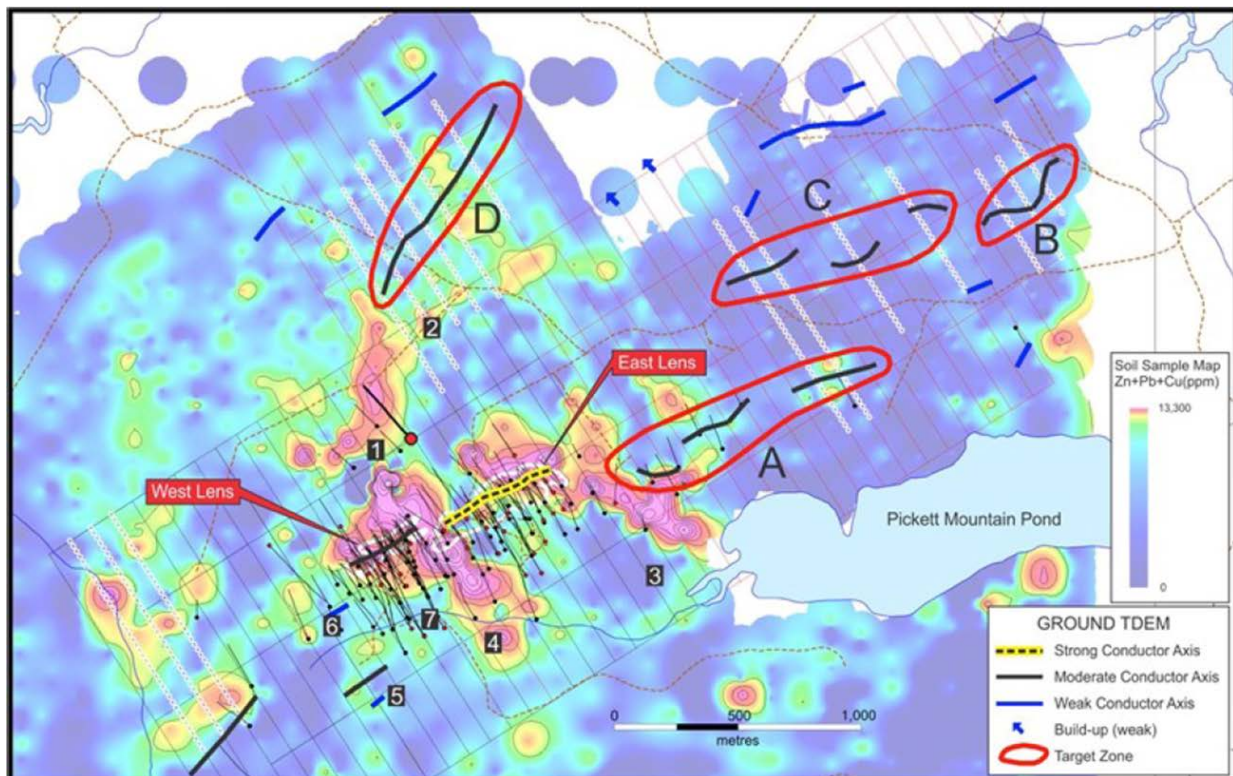 C
D
B
2
East Lens
Soil Sample Map
Zn+Pb+Cu(ppm)
13,300
0
1
A
West Lens
Pickett Mountain Pond
3
6
7
4
5
0 500 1,000
metres
GROUND TDEM
Strong Conductor Axis
Moderate Conductor Axis
Weak Conductor Axis
Build-up (weak)
Target Zone